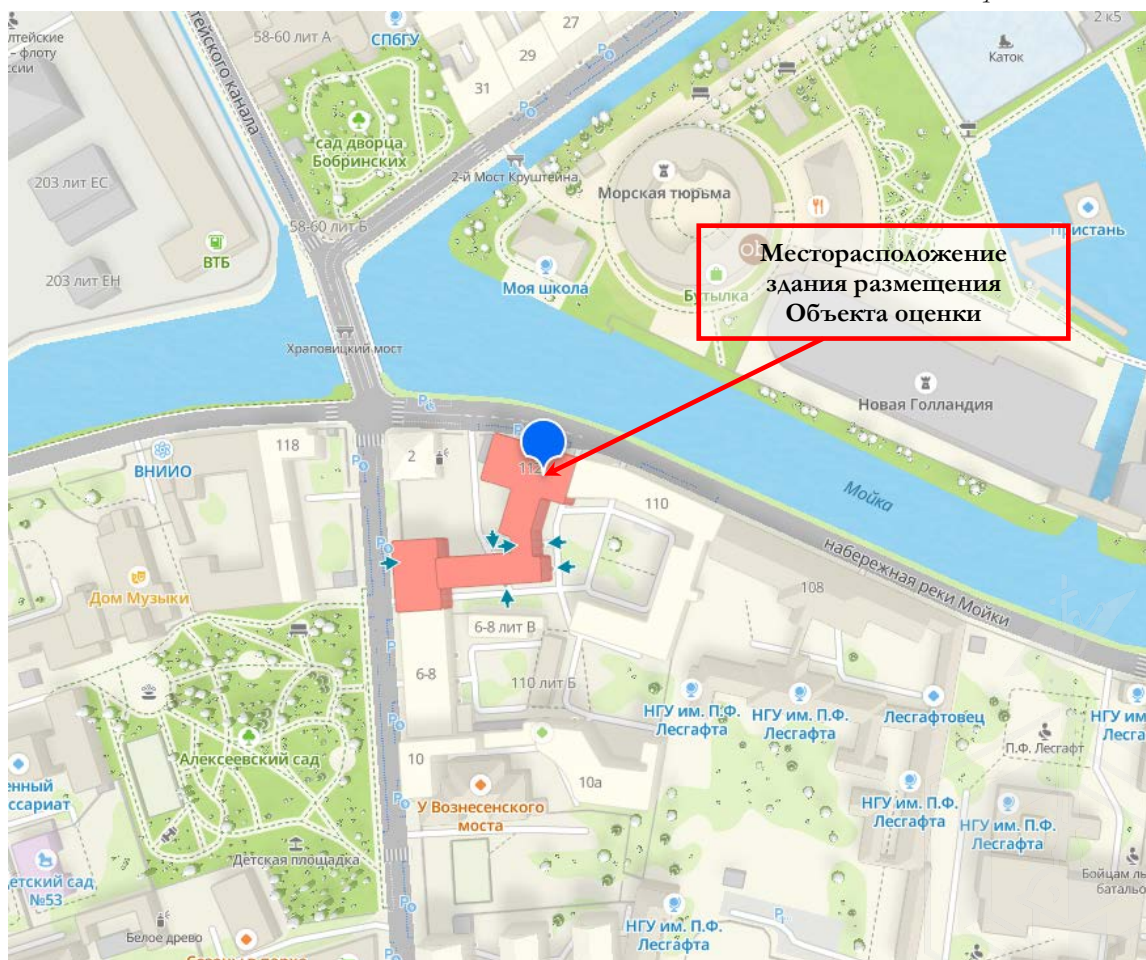 2 к5
27
58-60 лит А
СПбГУ
29
31
Каток
сад дворца
Бобринских
2-й Мост Круштейна
203 лит ЕС
Морская тюрьма
58-60 лит Б
Пристань
ВТБ
203 лит ЕН
Моя школа
Бутылка
Месторасположение
здания размещения
Объекта оценки
Храповицкий мост
Новая Голландия
118
2
112
ВНИИО
110
Мойка
набережная реки Мойки
108
Дом Музыки
6-8 лит В
6-8
110 лит Б
НГУ им. П.Ф.
Лесгафта
НГУ им. П.Ф.
Лесгафта
Лесгафтовец
П.Ф. Лесгафт
Алексеевский сад
10
10а
У Вознесенского
моста
НГУ им. П.Ф.
Лесгафта
НГУ им. П.Ф.
Лесгафта
Детская площадка
№53
Белое древо
НГУ им. П.Ф.
Лесгафта